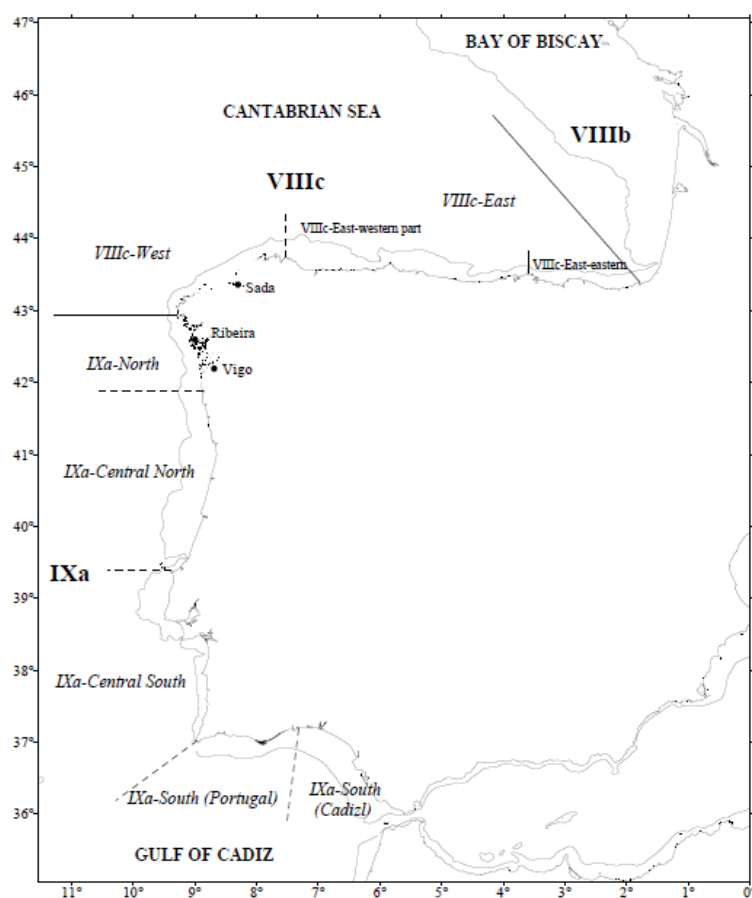 47°
BAY OF BISCAY
46°
CANTABRIAN SEA
VIIIb
45°
VIIIc
VIIIc-East
VIIIc-East-western part
44°
VIIIc-West
VIIIc-East-eastern
Sada
43°
Ribeira
IXa-North
Vigo
42°
41°
IXa-Central North
40°
IXa
39°
38°
IXa-Central South
37°
IXa-South (Portugal)
IXa-South
(Cadizl)
36°
GULF OF CADIZ
11° 10° 9° 8° 7° 6° 5° 4° 3° 2° 1° 0°